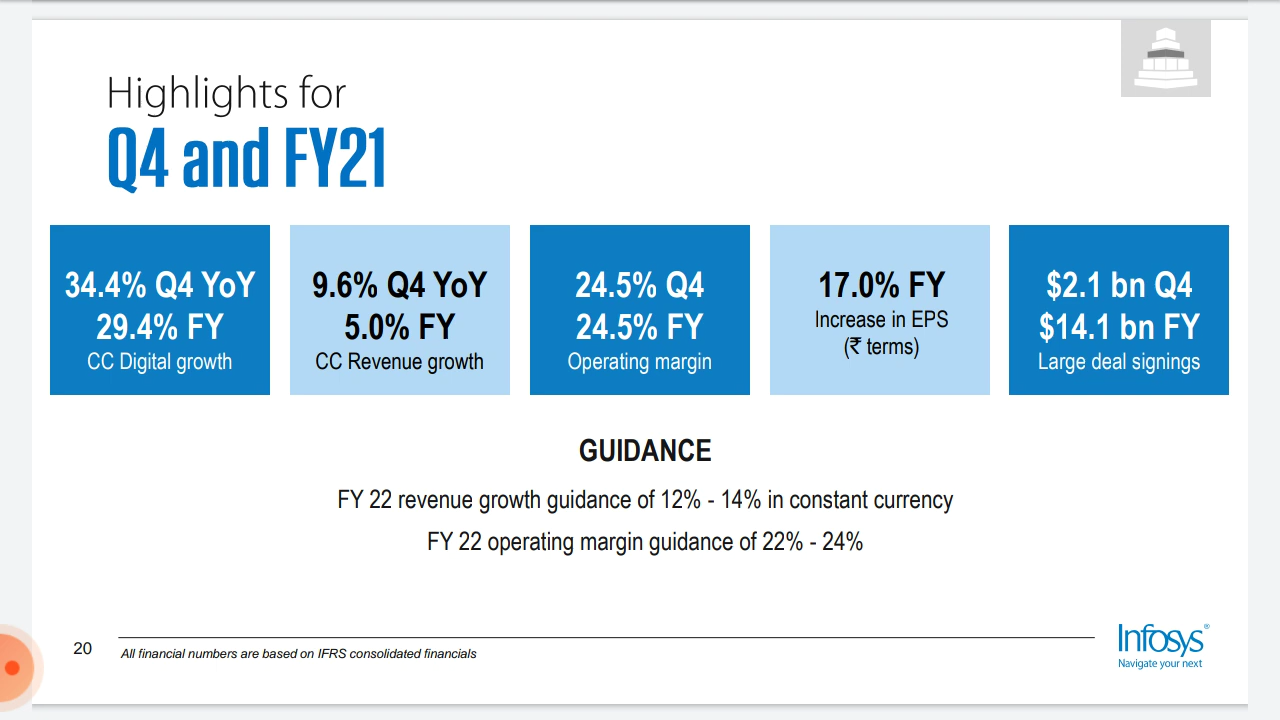 Highlights for
Q4 and FY21
34.4% Q4 YoY
29.4% FY
CC Digital growth
9.6% Q4 YoY
5.0% FY
CC Revenue growth
24.5% Q4
24.5% FY
Operating margin
17.0% FY
Increase in EPS
(₹ terms)
$2.1 bn Q4
$14.1 bn FY
Large deal signings
GUIDANCE
FY 22 revenue growth guidance of 12% - 14% in constant currency
FY 22 operating margin guidance of 22% - 24%
20
All financial numbers are based on IFRS consolidated financials
Infosys®
Navigate your next